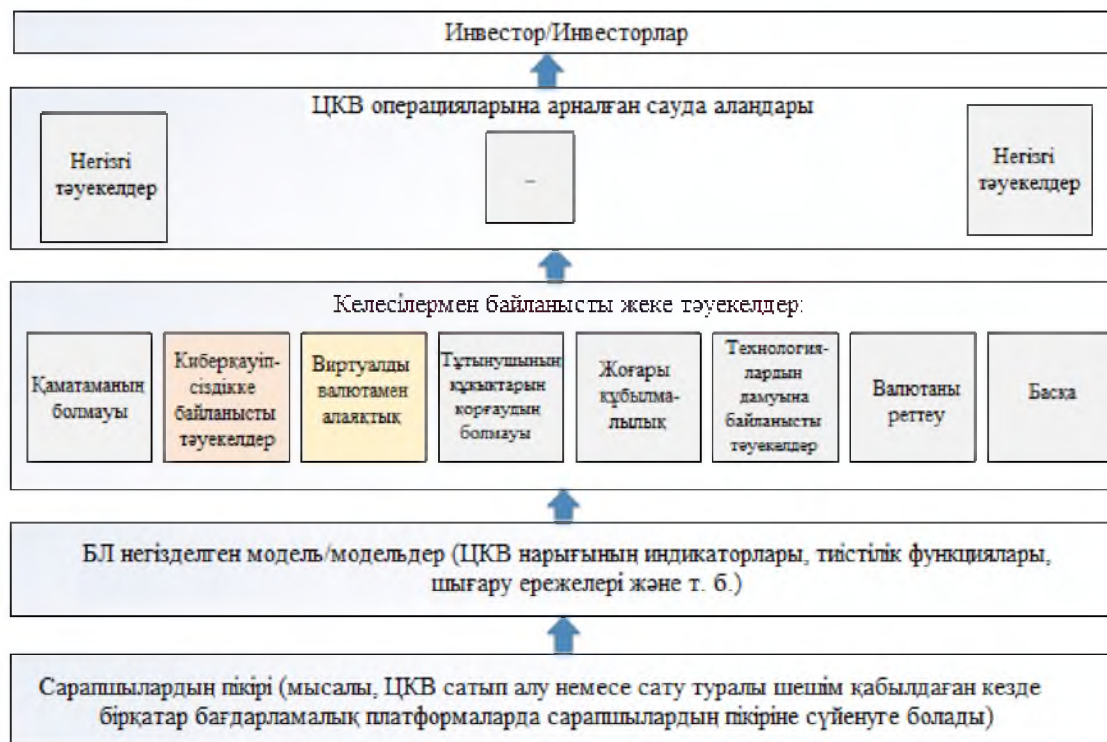 Инвестор/Инвесторлар
ЦКВ операцияларына арналған сауда алаңдары
Негізгі
тәуекелдер
–
Негізгі
тәуекелдер
Келесілермен байланысты жеке тәуекелдер:
Қаматаманың
болмауы
Киберқауіп-
сіздікке
байланысты
тәуекелдер
Виртуалды
валютамен
алаяқтық
Тұтынушының
құқықтарын
қорғаудың
болмауы
Жоғары
құбылма-
лылық
Технология-
лардың
дамуына
байланысты
тәуекелдер
Валютаны
реттеу
Басқа
БЛ негізделген модель/модельдер (ЦКВ нарығының индикаторлары, тиістілік функциялары,
шығару ережелері және т. б.)
Сарапшылардың пікірі (мысалы, ЦКВ сатып алу немесе сату туралы шешім қабылдаған кезде
бірқатар бағдарламалық платформаларда сарапшылардың пікіріне сүйенуге болады)